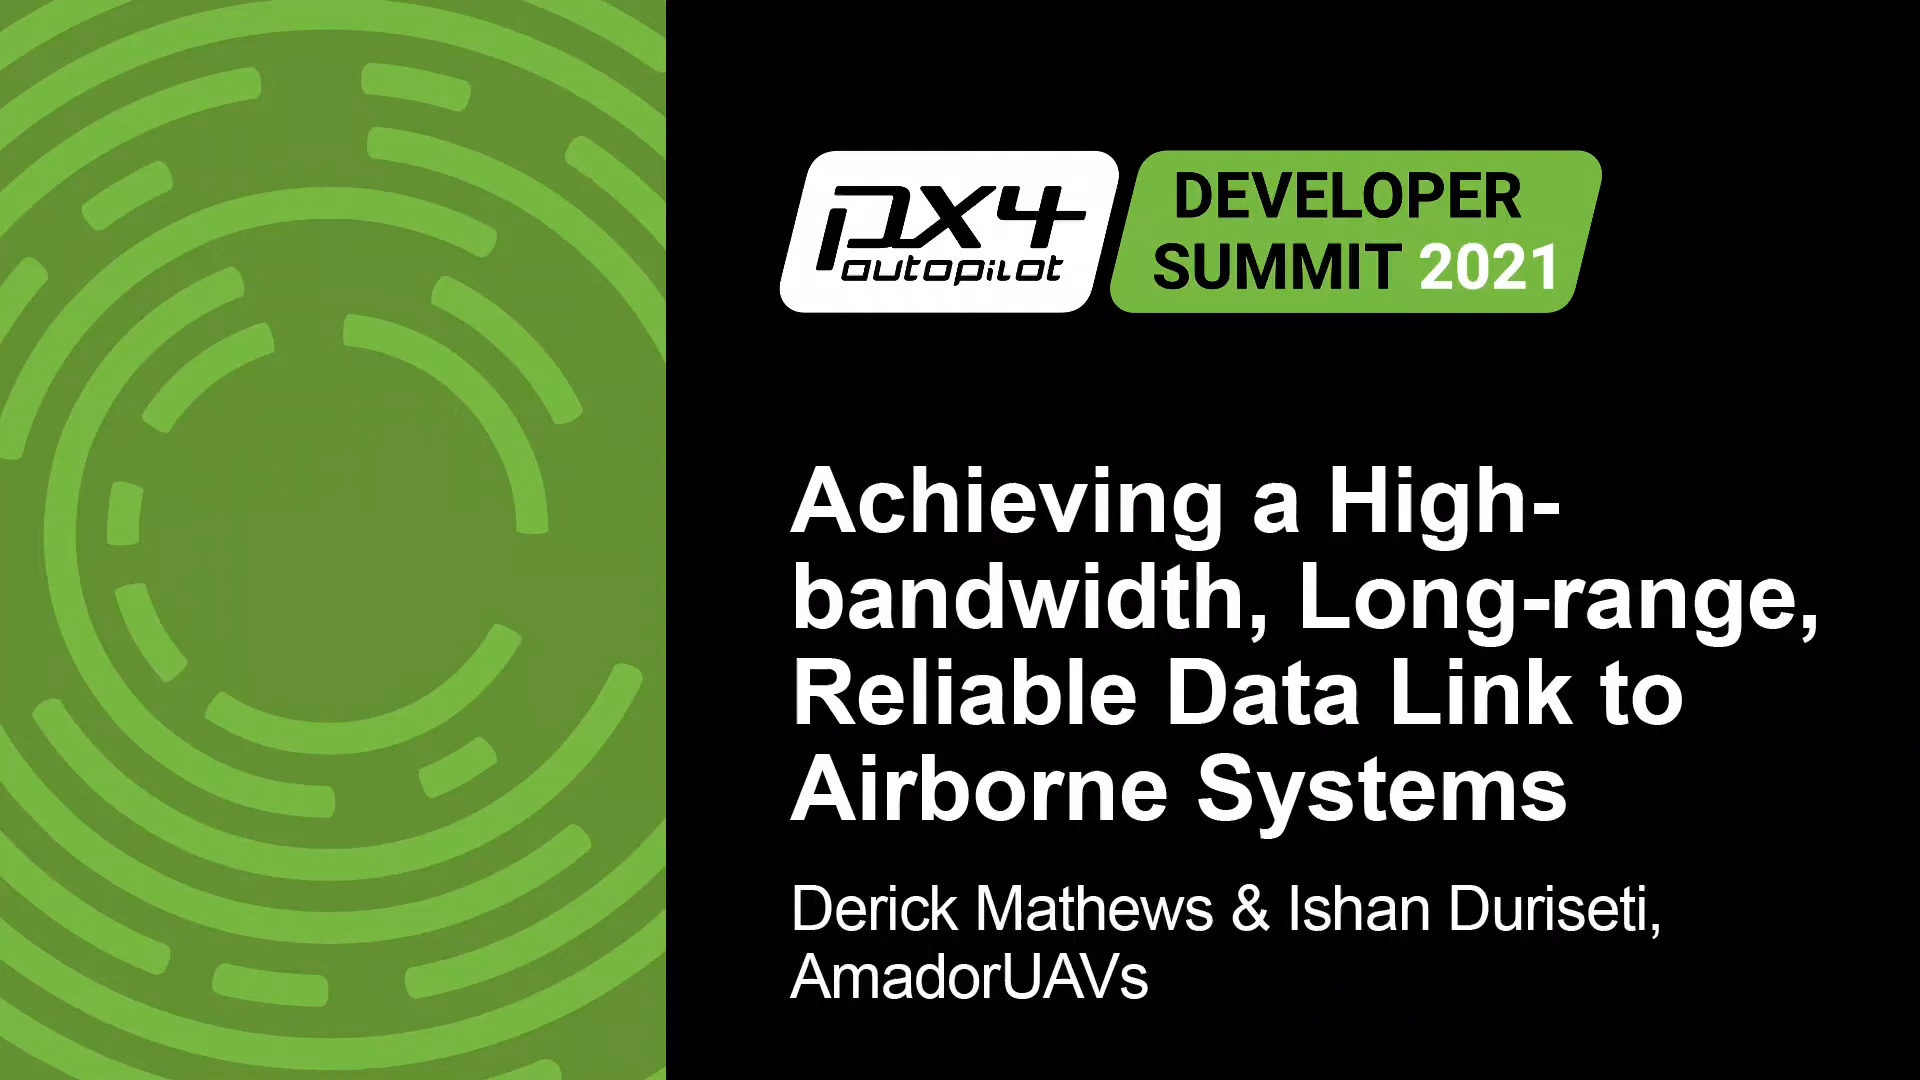 px4
autopilot
DEVELOPER
SUMMIT 2021
Achieving a High-
bandwidth, Long-range,
Reliable Data Link to
Airborne Systems
Derick Mathews & Ishan Duriseti,
AmadorUAVs